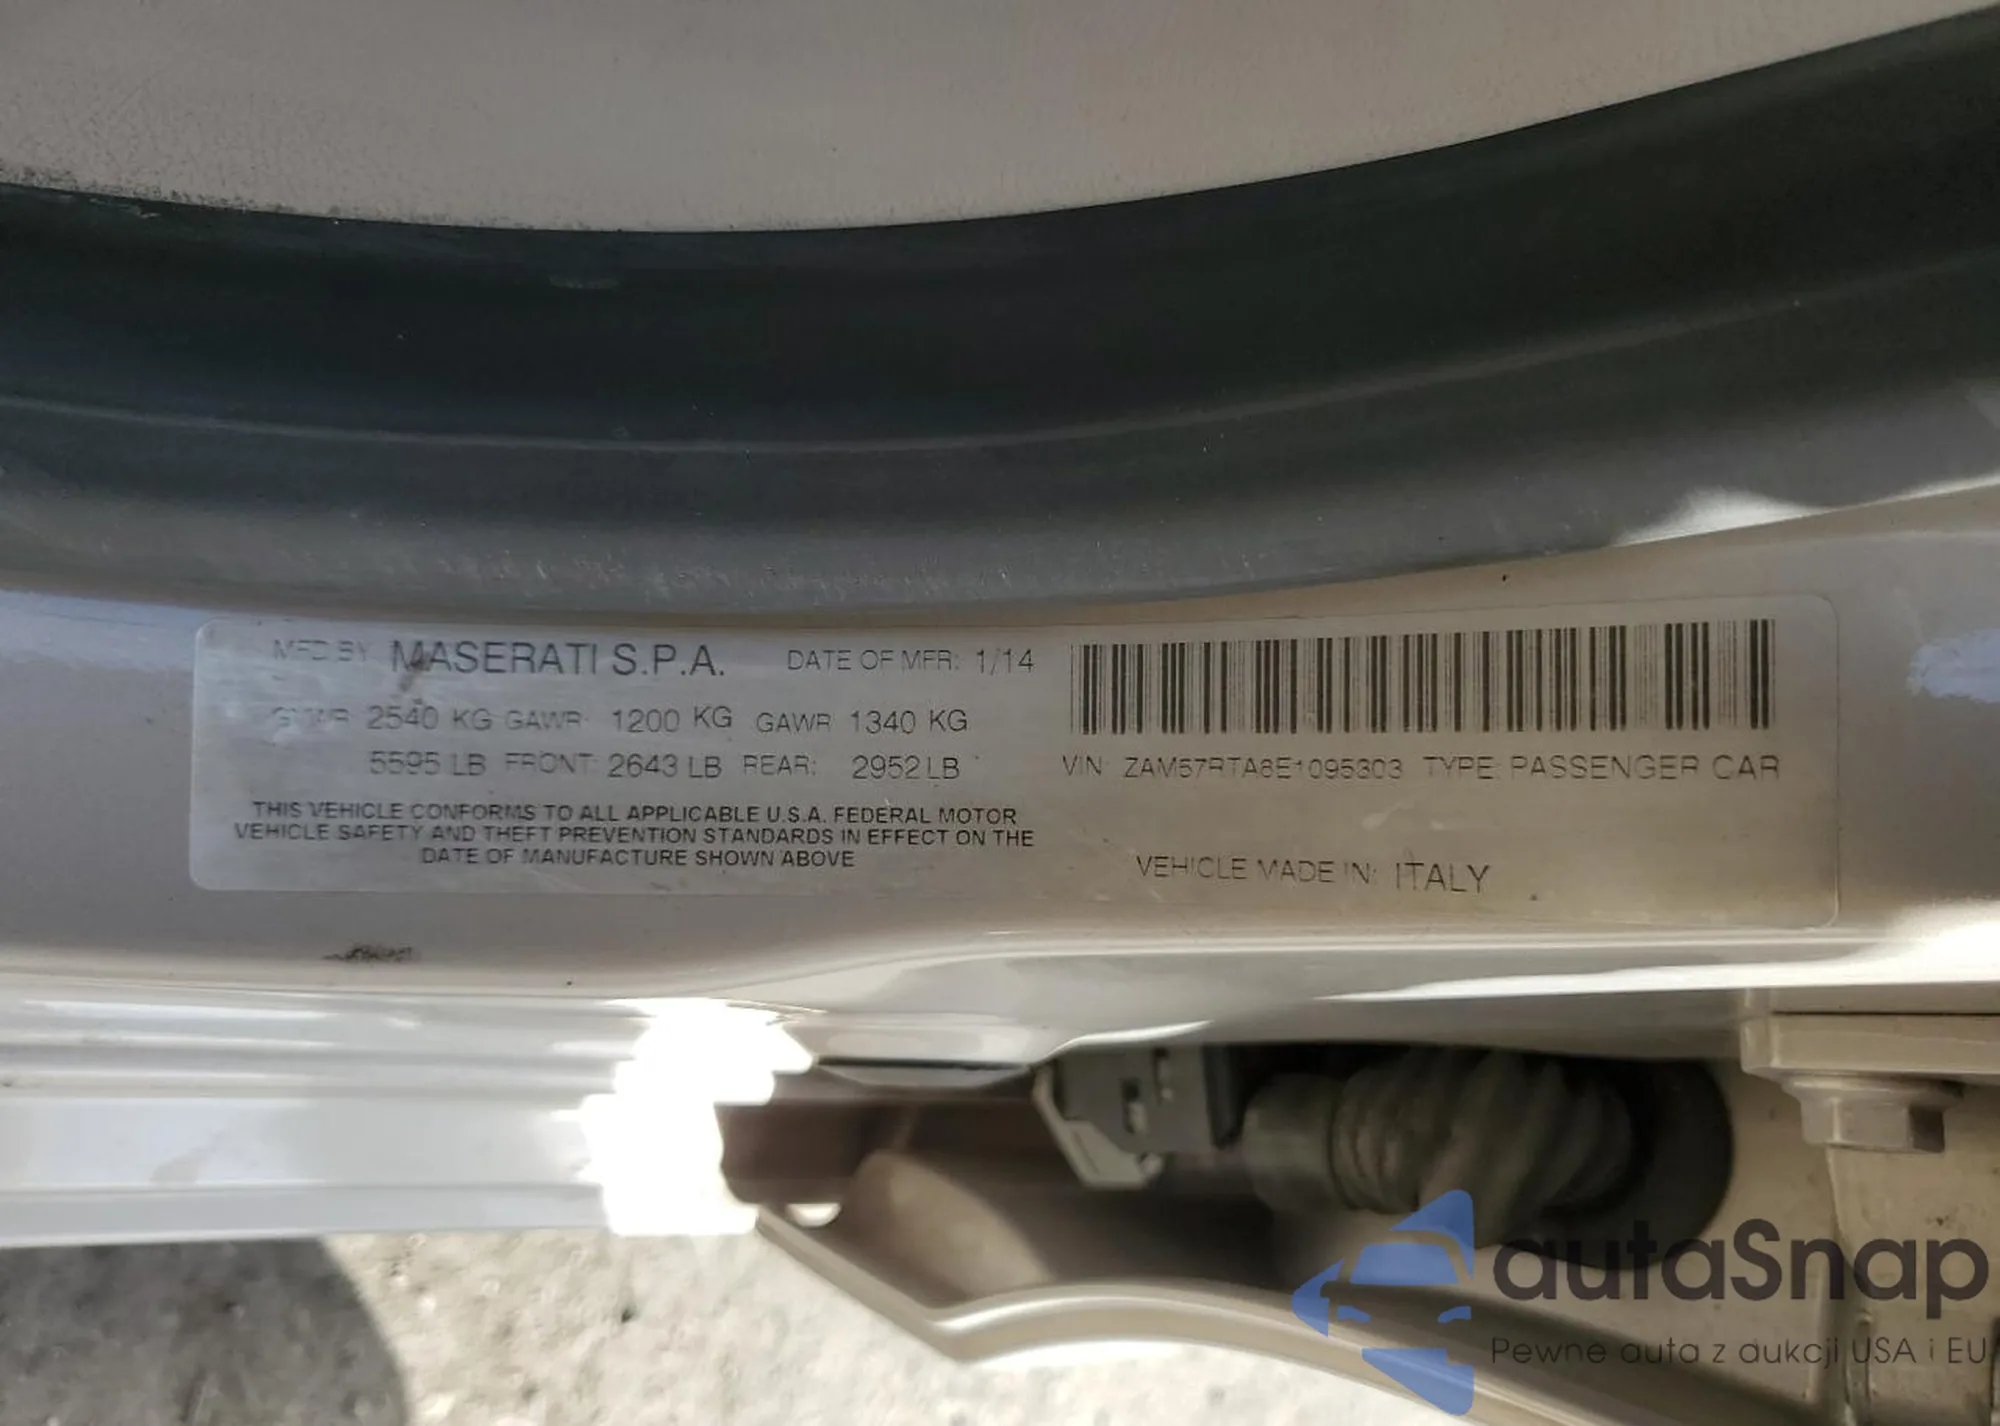 MFD BY MASERATI S.P.A. DATE OF MFR: 1/14
GVWR 2540 KG GAWR 1200 KG GAWR 1340 KG
5595 LB FRONT: 2643 LB REAR: 2952 LB
THIS VEHICLE CONFORMS TO ALL APPLICABLE U.S.A. FEDERAL MOTOR
VEHICLE SAFETY AND THEFT PREVENTION STANDARDS IN EFFECT ON THE
DATE OF MANUFACTURE SHOWN ABOVE
VIN: ZAM57RTA8E1095303 TYPE: PASSENGER CAR
VEHICLE MADE IN: ITALY
autaSnap
Pewne auta z aukcji USA i EU